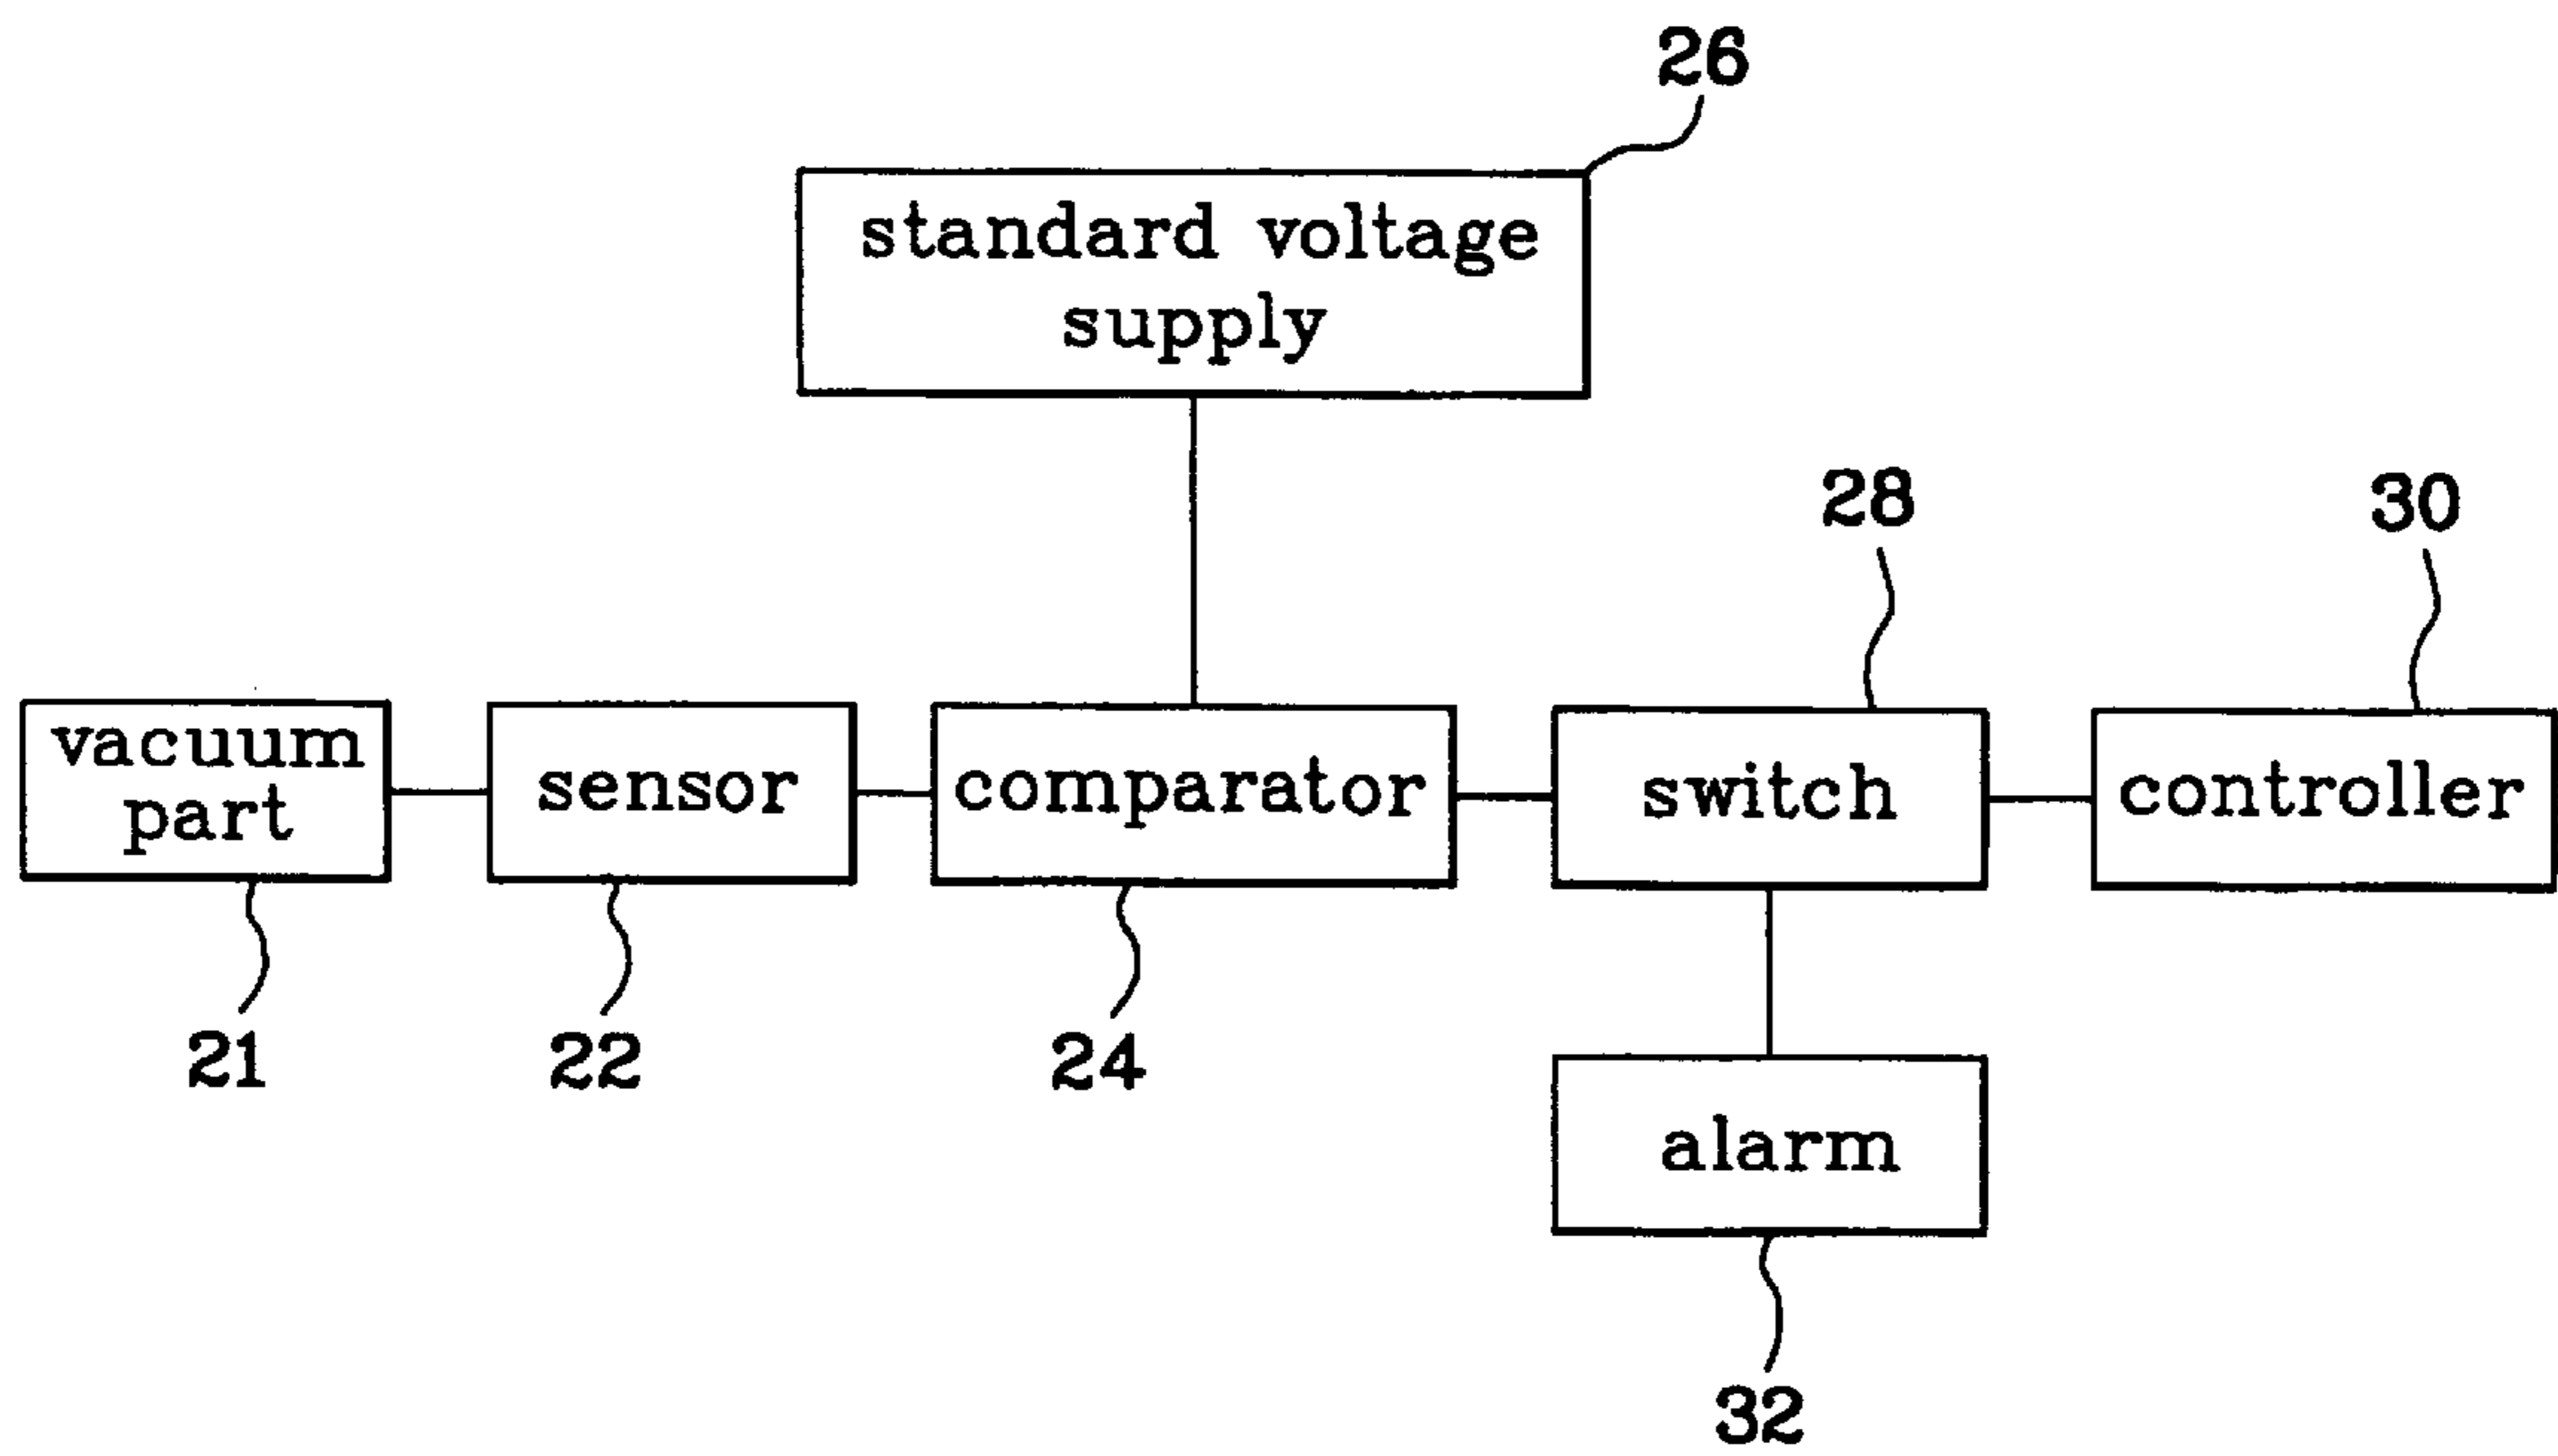 26
standard voltage
supply
28
30
vacuum
part
sensor
comparator
switch
controller
21
22
24
alarm
32